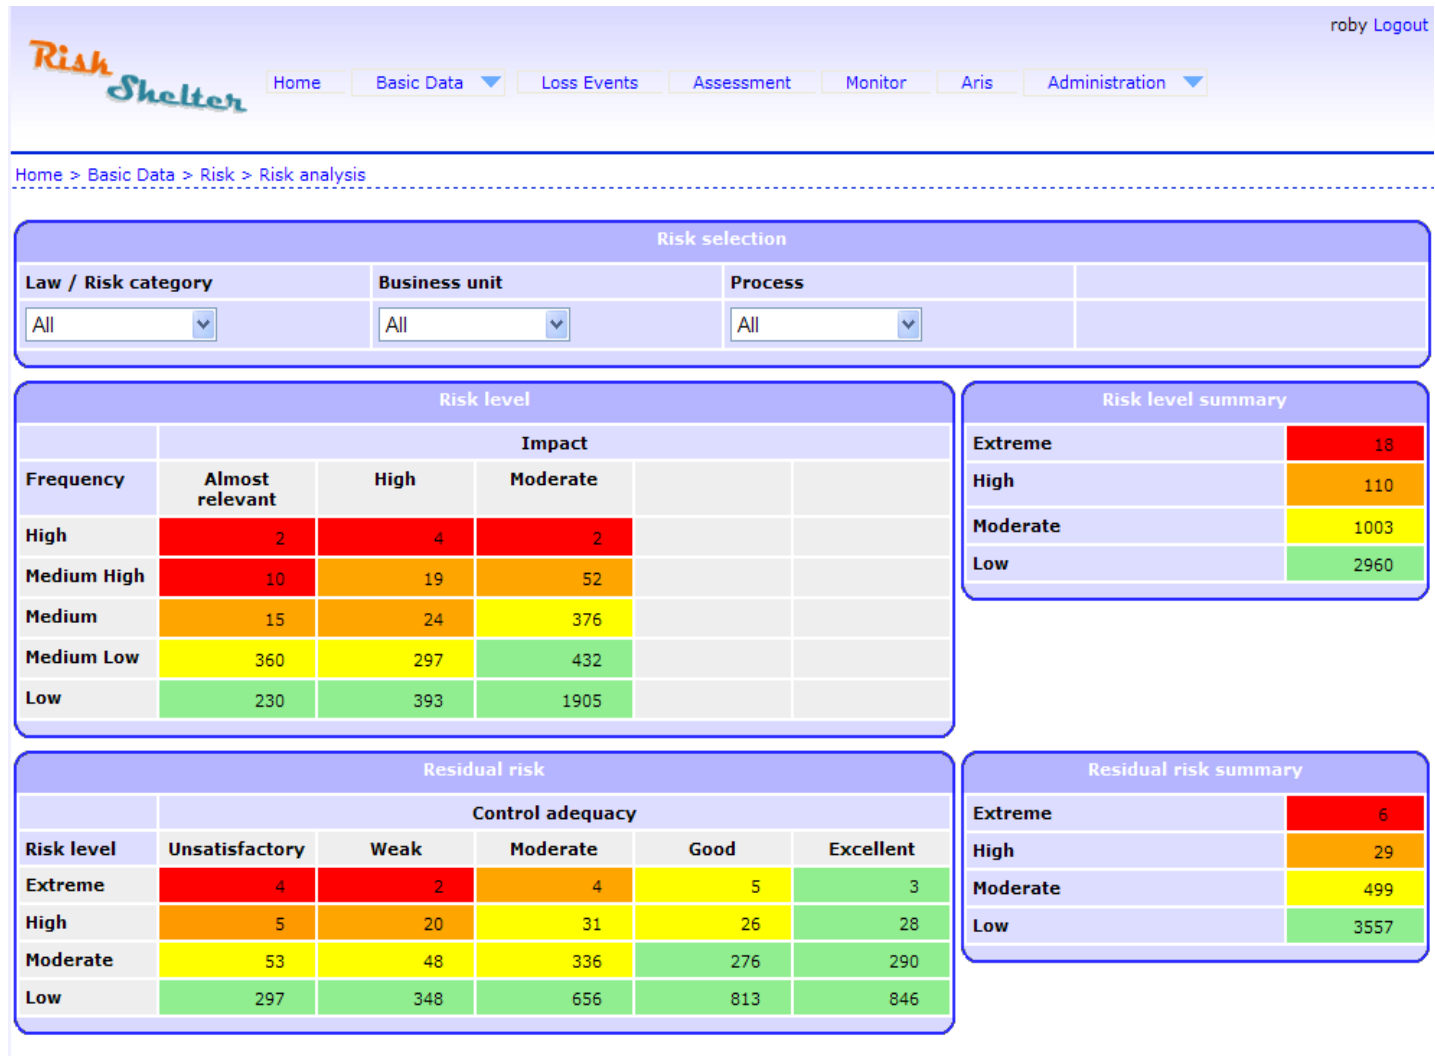 roby Logout
Risk
Shelter
Home Basic Data Loss Events Assessment Monitor Aris Administration
Home > Basic Data > Risk > Risk analysis
Risk selection
Law / Risk category Business unit Process
All All All
Risk level
Impact
Frequency Almost relevant High Moderate
High 2 4 2
Medium High 10 19 52
Medium 15 24 376
Medium Low 360 297 432
Low 230 393 1905
Risk level summary
Extreme 18
High 110
Moderate 1003
Low 2960
Residual risk
Control adequacy
Risk level Unsatisfactory Weak Moderate Good Excellent
Extreme 4 2 4 5 3
High 5 20 31 26 28
Moderate 53 48 336 276 290
Low 297 348 656 813 846
Residual risk summary
Extreme 6
High 29
Moderate 499
Low 3557